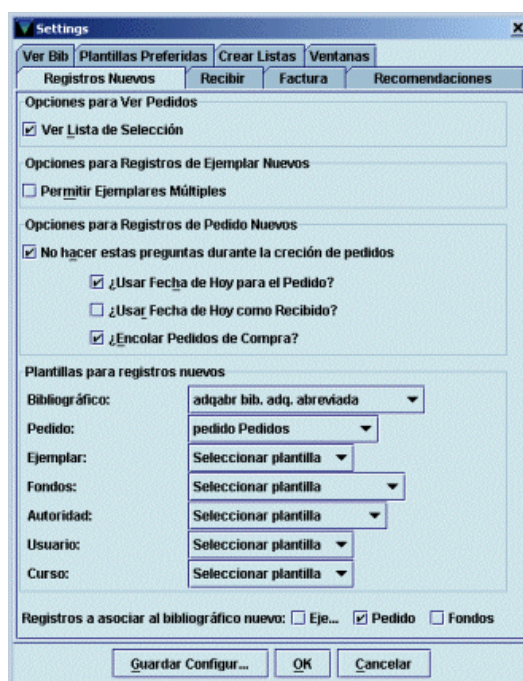 Settings
Ver Bib Plantillas Preferidas Crear Listas Ventanas
Registros Nuevos Recibir Factura Recomendaciones
Opciones para Ver Pedidos
Ver Lista de Selección
Opciones para Registros de Ejemplar Nuevos
Permitir Ejemplares Múltiples
Opciones para Registros de Pedido Nuevos
No hacer estas preguntas durante la creción de pedidos
¿Usar Fecha de Hoy para el Pedido?
¿Usar Fecha de Hoy como Recibido?
¿Encolar Pedidos de Compra?
Plantillas para registros nuevos
Bibliográfico: adqabr bib. adq. abreviada
Pedido: pedido Pedidos
Ejemplar: Seleccionar plantilla
Fondos: Seleccionar plantilla
Autoridad: Seleccionar plantilla
Usuario: Seleccionar plantilla
Curso: Seleccionar plantilla
Registros a asociar al bibliográfico nuevo: Eje... Pedido Fondos
Guardar Configur... OK Cancelar